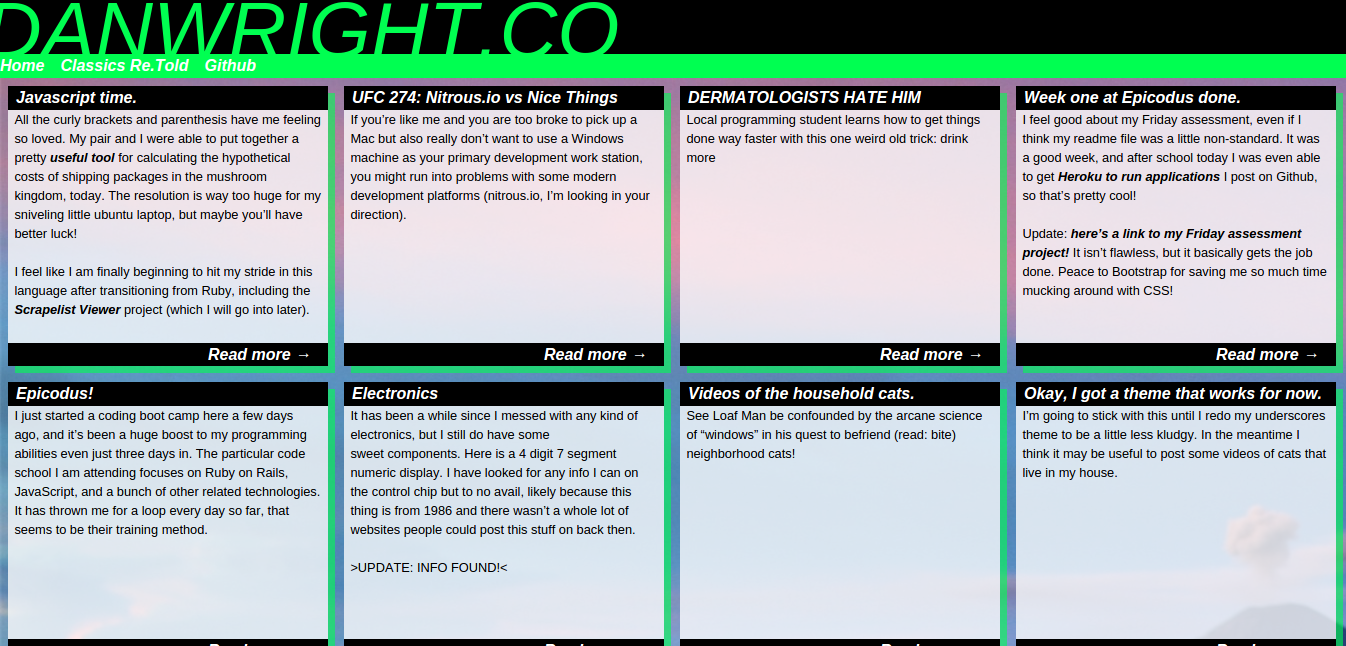 DANWRIGHT.CO
Home Classics Re.Told Github
Javascript time.
All the curly brackets and parenthesis have me feeling
so loved. My pair and I were able to put together a
pretty useful tool for calculating the hypothetical
costs of shipping packages in the mushroom
kingdom, today. The resolution is way too huge for my
sniveling little ubuntu laptop, but maybe you’ll have
better luck!
I feel like I am finally beginning to hit my stride in this
language after transitioning from Ruby, including the
Scrapelist Viewer project (which I will go into later).
Read more →
UFC 274: Nitrous.io vs Nice Things
If you’re like me and you are too broke to pick up a
Mac but also really don’t want to use a Windows
machine as your primary development work station,
you might run into problems with some modern
development platforms (nitrous.io, I’m looking in your
direction).
Read more →
DERMATOLOGISTS HATE HIM
Local programming student learns how to get things
done way faster with this one weird old trick: drink
more
Read more →
Week one at Epicodus done.
I feel good about my Friday assessment, even if I
think my readme file was a little non-standard. It was
a good week, and after school today I was even able
to get Heroku to run applications I post on Github,
so that’s pretty cool!
Update: here’s a link to my Friday assessment
project! It isn’t flawless, but it basically gets the job
done. Peace to Bootstrap for saving me so much time
mucking around with CSS!
Read more →
Epicodus!
I just started a coding boot camp here a few days
ago, and it’s been a huge boost to my programming
abilities even just three days in. The particular code
school I am attending focuses on Ruby on Rails,
JavaScript, and a bunch of other related technologies.
It has thrown me for a loop every day so far, that
seems to be their training method.
Electronics
It has been a while since I messed with any kind of
electronics, but I still do have some
sweet components. Here is a 4 digit 7 segment
numeric display. I have looked for any info I can on
the control chip but to no avail, likely because this
thing is from 1986 and there wasn’t a whole lot of
websites people could post this stuff on back then.
>UPDATE: INFO FOUND!<
Videos of the household cats.
See Loaf Man be confounded by the arcane science
of “windows” in his quest to befriend (read: bite)
neighborhood cats!
Okay, I got a theme that works for now.
I’m going to stick with this until I redo my underscores
theme to be a little less kludgy. In the meantime I
think it may be useful to post some videos of cats that
live in my house.